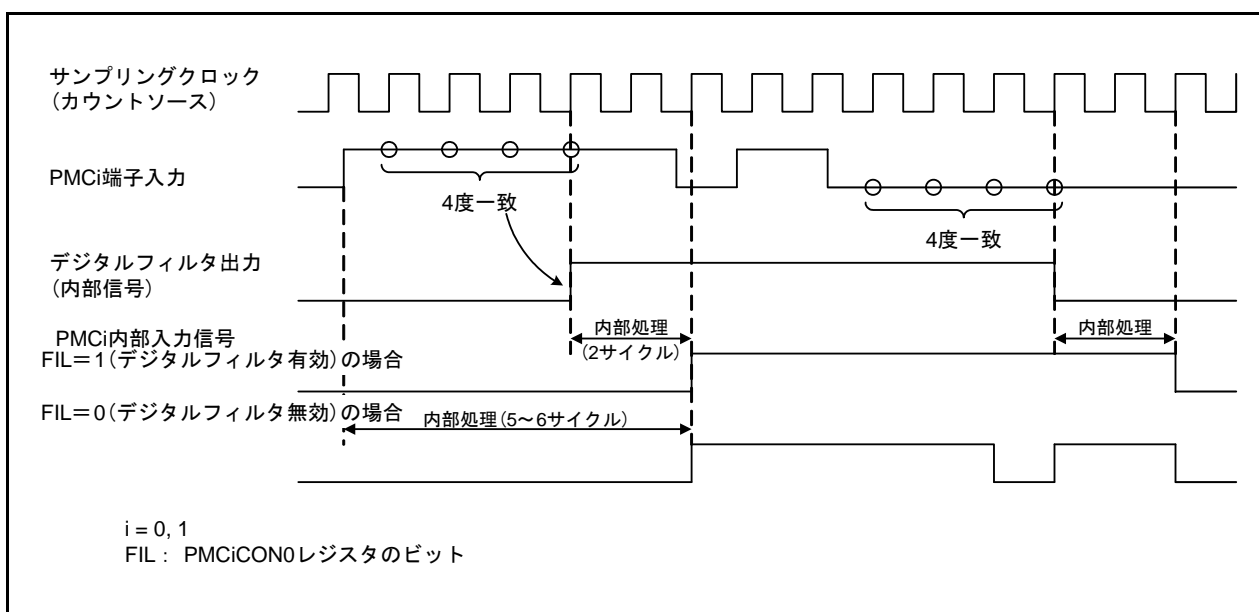 サンプリングクロック
(カウントソース)
PMCi端子入力
4度一致
4度一致
デジタルフィルタ出力
(内部信号)
PMCi内部入力信号
内部処理
(2サイクル)
内部処理
FIL=1(デジタルフィルタ有効)の場合
FIL=0(デジタルフィルタ無効)の場合
内部処理(5~6サイクル)
i = 0, 1
FIL : PMCiCON0レジスタのビット